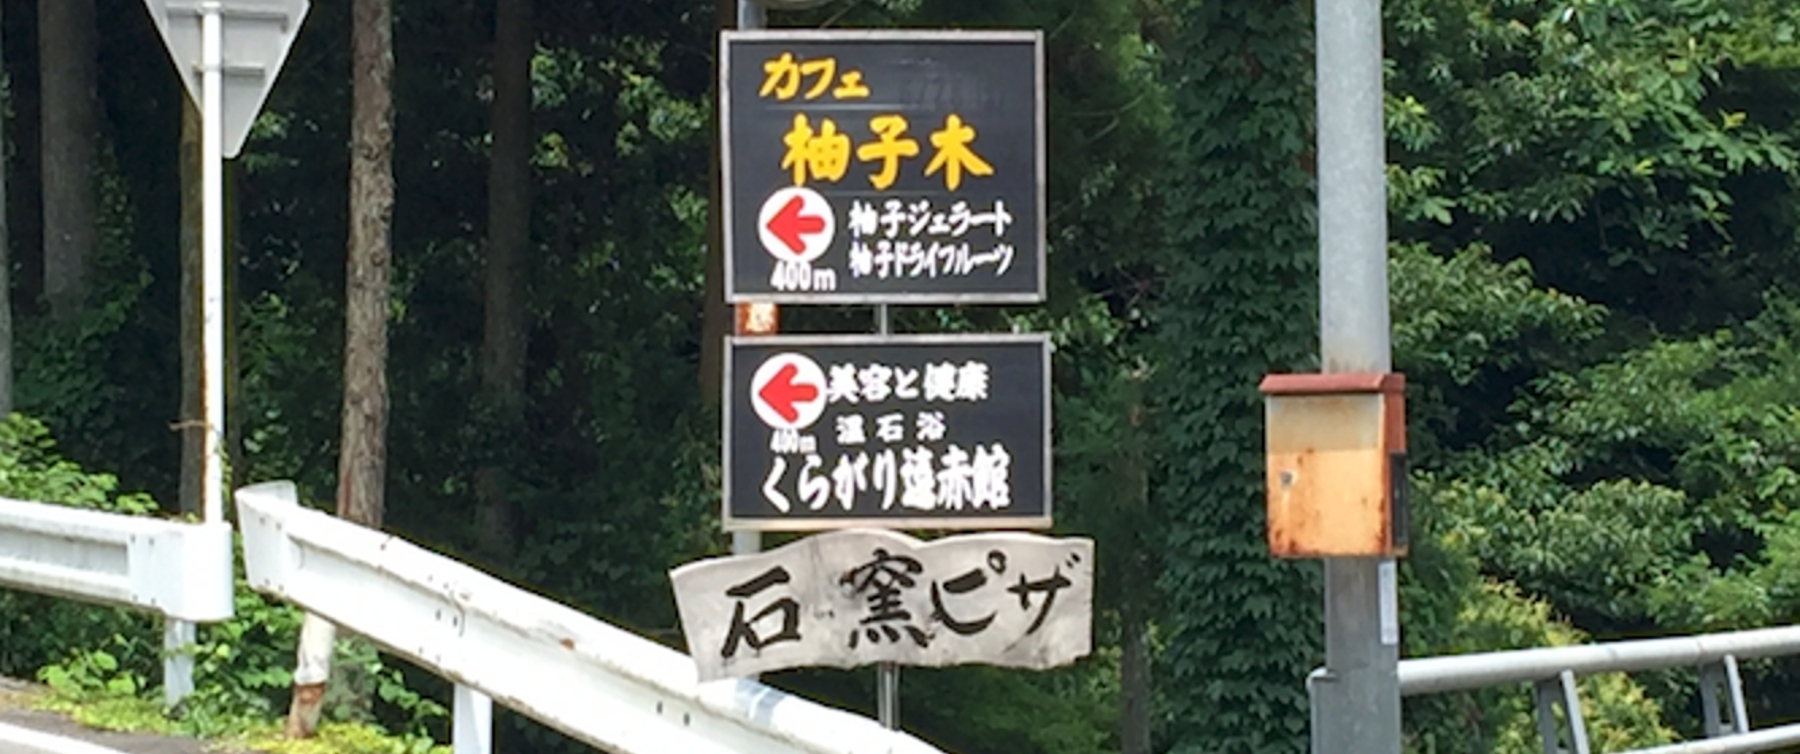 カフェ
柚子木
柚子ジェラート
柚子ドライフルーツ
400m
美容と健康
400m
温石浴
くらがり遠赤館
石窯ピザ